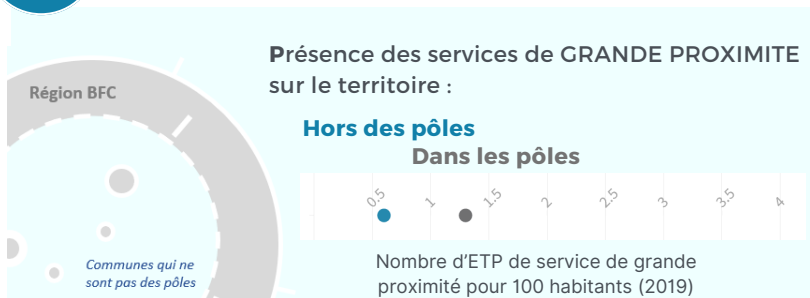 Présence des services de GRANDE PROXIMITE
sur le territoire :
Région BFC
Hors des pôles
Dans les pôles
0.5 1 1.5 2 2.5 3 3.5 4
Communes qui ne
sont pas des pôles
Nombre d'ETP de service de grande
proximité pour 100 habitants (2019)